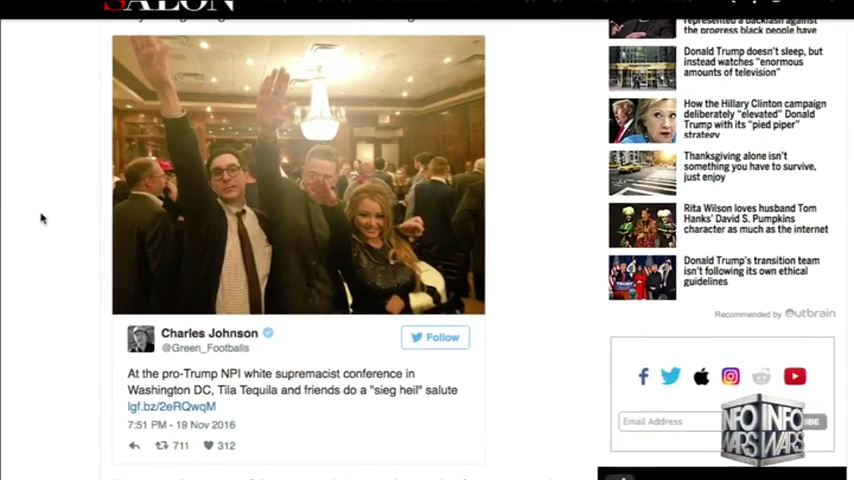 SALON
represented a backlash against
the progress black people have
Donald Trump doesn't sleep, but
instead watches "enormous
amounts of television"
How the Hillary Clinton campaign
deliberately "elevated" Donald
Trump with its "pied piper"
strategy
Thanksgiving alone isn't
something you have to survive,
just enjoy
Rita Wilson loves husband Tom
Hanks' David S. Pumpkins
character as much as the internet
Donald Trump's transition team
isn't following its own ethical
guidelines
Recommended by Outbrain
Charles Johnson
@Green_Footballs
Follow
At the pro-Trump NPI white supremacist conference in
Washington DC, Tila Tequila and friends do a "sieg heil" salute
lgf.bz/2eRQwqM
7:51 PM - 19 Nov 2016
711 312
Email Address
INFO INFO
WARS WARS